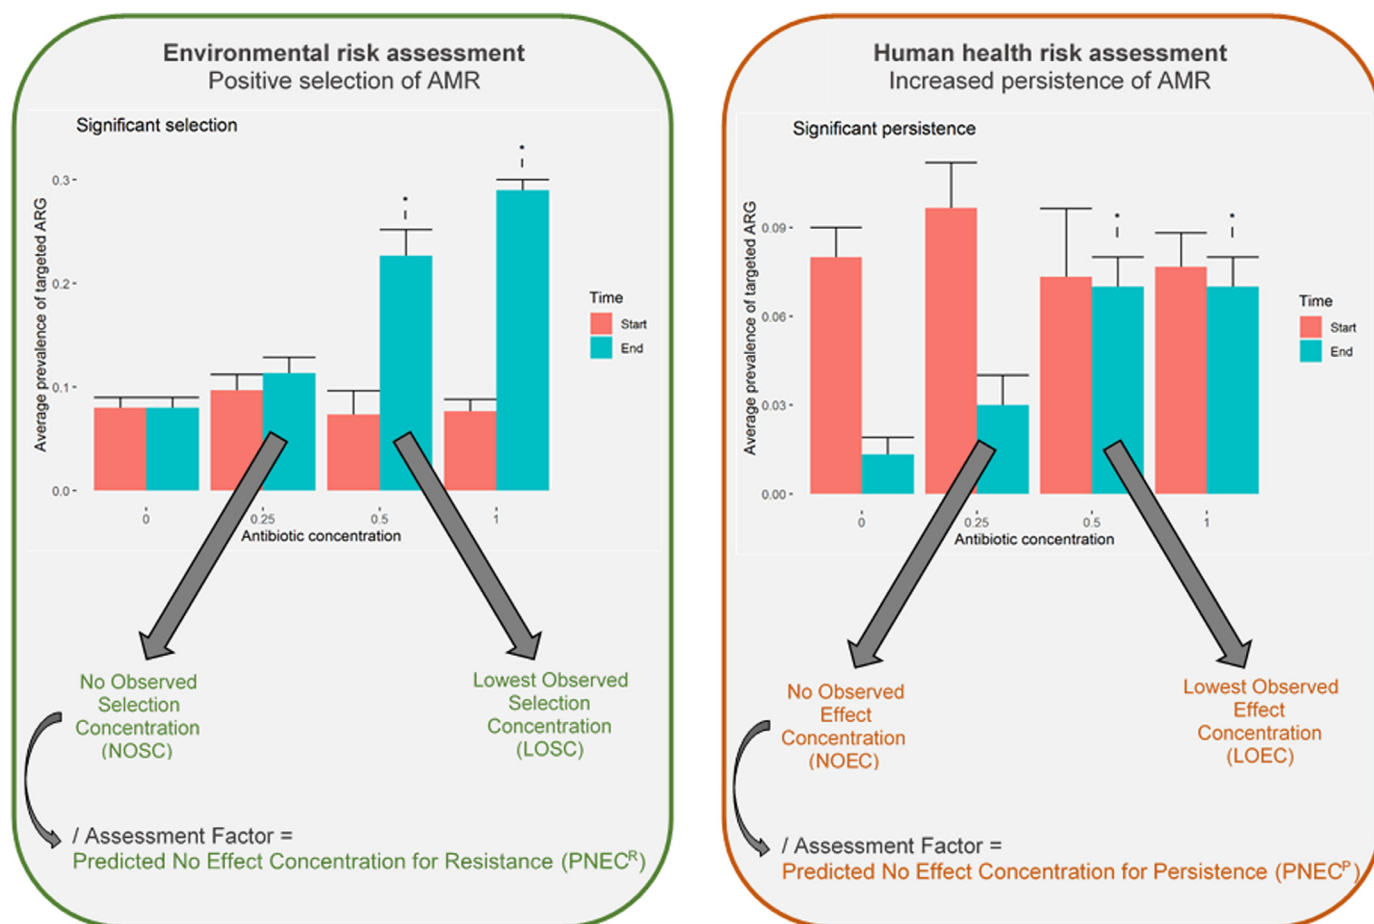 Environmental risk assessment
Positive selection of AMR
Significant selection
*
*
0.3
0.2
0.1
0.0
Average prevalence of targeted ARG
Time
Start
End
0
0.25
0.5
1
Antibiotic concentration
No Observed
Selection
Concentration
(NOSC)
Lowest Observed
Selection
Concentration
(LOSC)
/ Assessment Factor =
Predicted No Effect Concentration for Resistance (PNECᴿ)
Human health risk assessment
Increased persistence of AMR
Significant persistence
*
*
0.09
0.06
0.03
0.00
Average prevalence of targeted ARG
Time
Start
End
0
0.25
0.5
1
Antibiotic concentration
No Observed
Effect
Concentration
(NOEC)
Lowest Observed
Effect
Concentration
(LOEC)
/ Assessment Factor =
Predicted No Effect Concentration for Persistence (PNECᴾ)